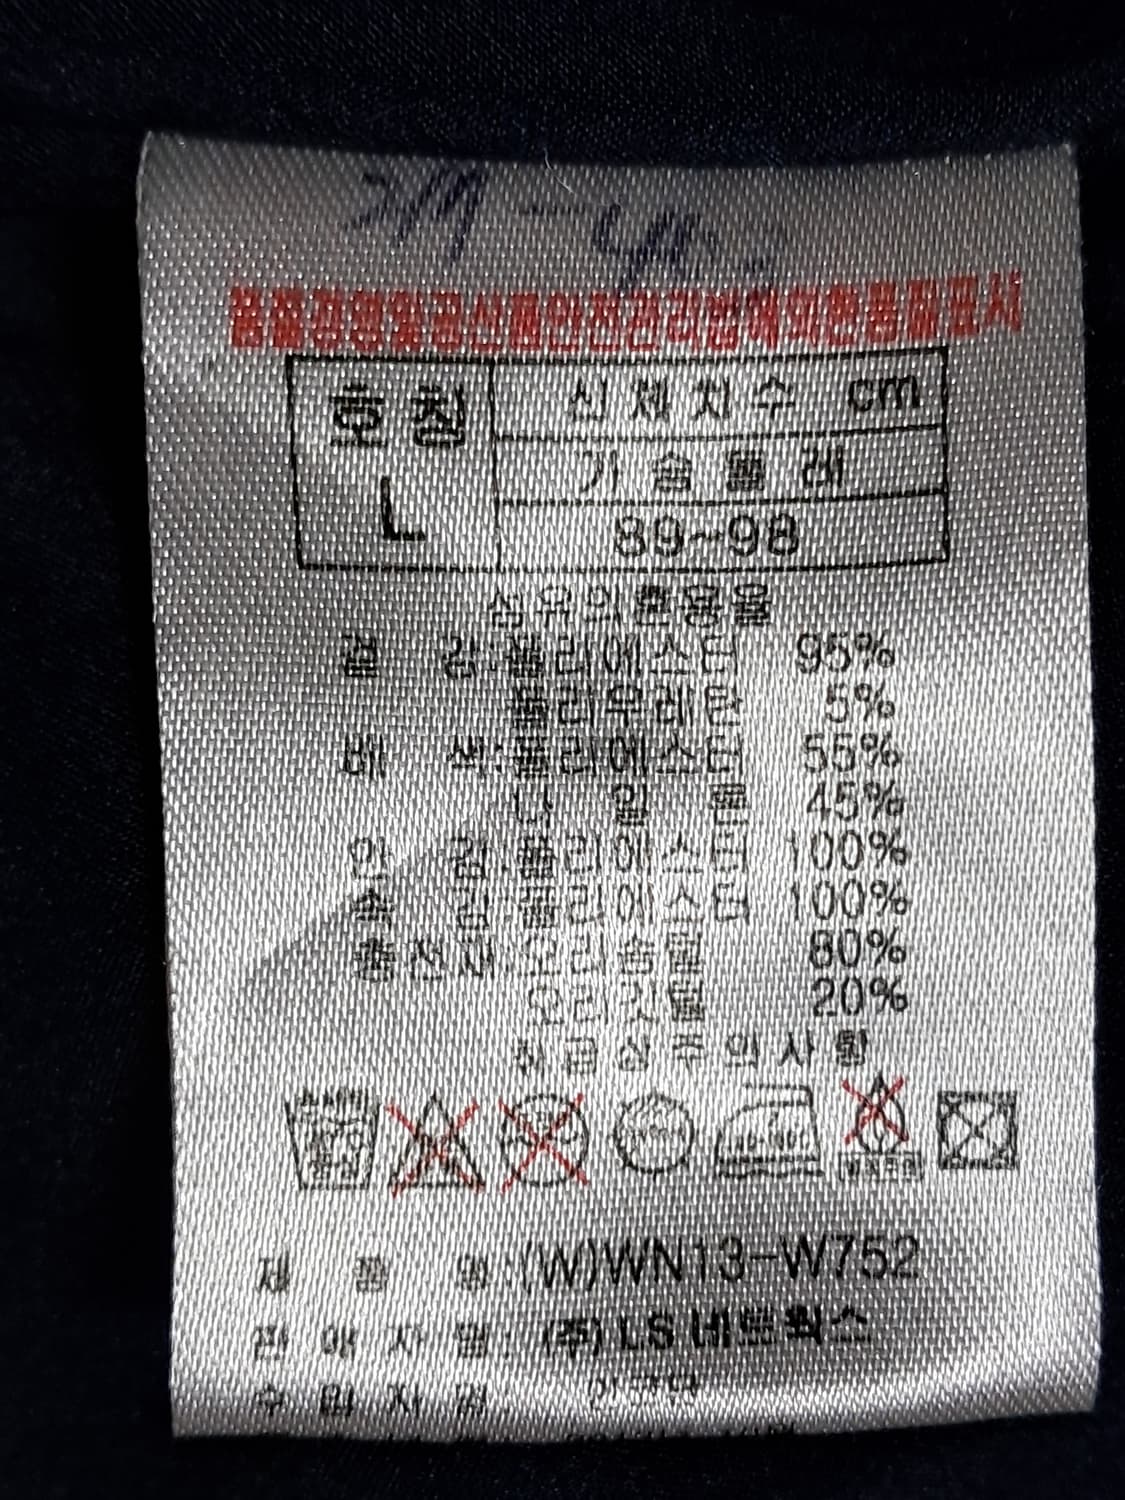 품질경영및공산품안전관리법에의한품질표시
호칭
L
신체치수 cm
가슴둘레
89~98
섬유의혼용율
겉 감:폴리에스터 95%
폴리우레탄 5%
배 색:폴리에스터 55%
나 일 론 45%
안 감:폴리에스터 100%
속 감:폴리에스터 100%
충전재:오리솜털 80%
오리깃털 20%
취급상주의사항
제 품 명:(W)WN13-W752
판매자명: (주) LS 네트웍스
수입자명: